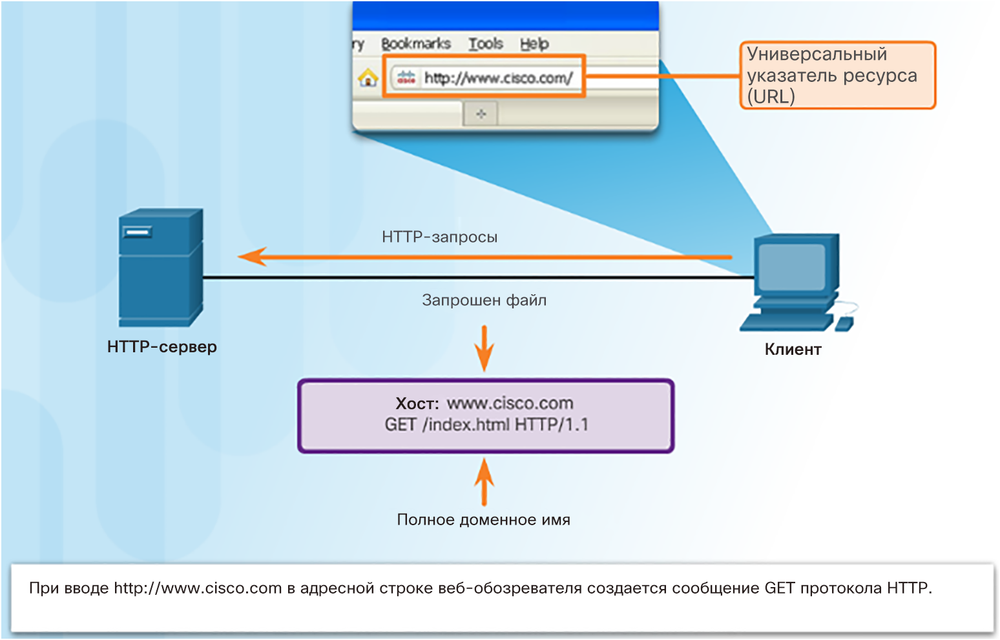 ry Bookmarks Tools Help
http://www.cisco.com/
Универсальный
указатель ресурса
(URL)
HTTP-запросы
Запрошен файл
HTTP-сервер
Клиент
Хост: www.cisco.com
GET /index.html HTTP/1.1
Полное доменное имя
При вводе http://www.cisco.com в адресной строке веб-обозревателя создается сообщение GET протокола HTTP.